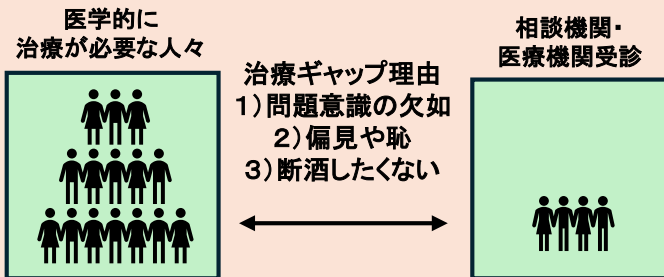 医学的に
治療が必要な人々
治療ギャップ理由
1)問題意識の欠如
2)偏見や恥
3)断酒したくない
相談機関・
医療機関受診